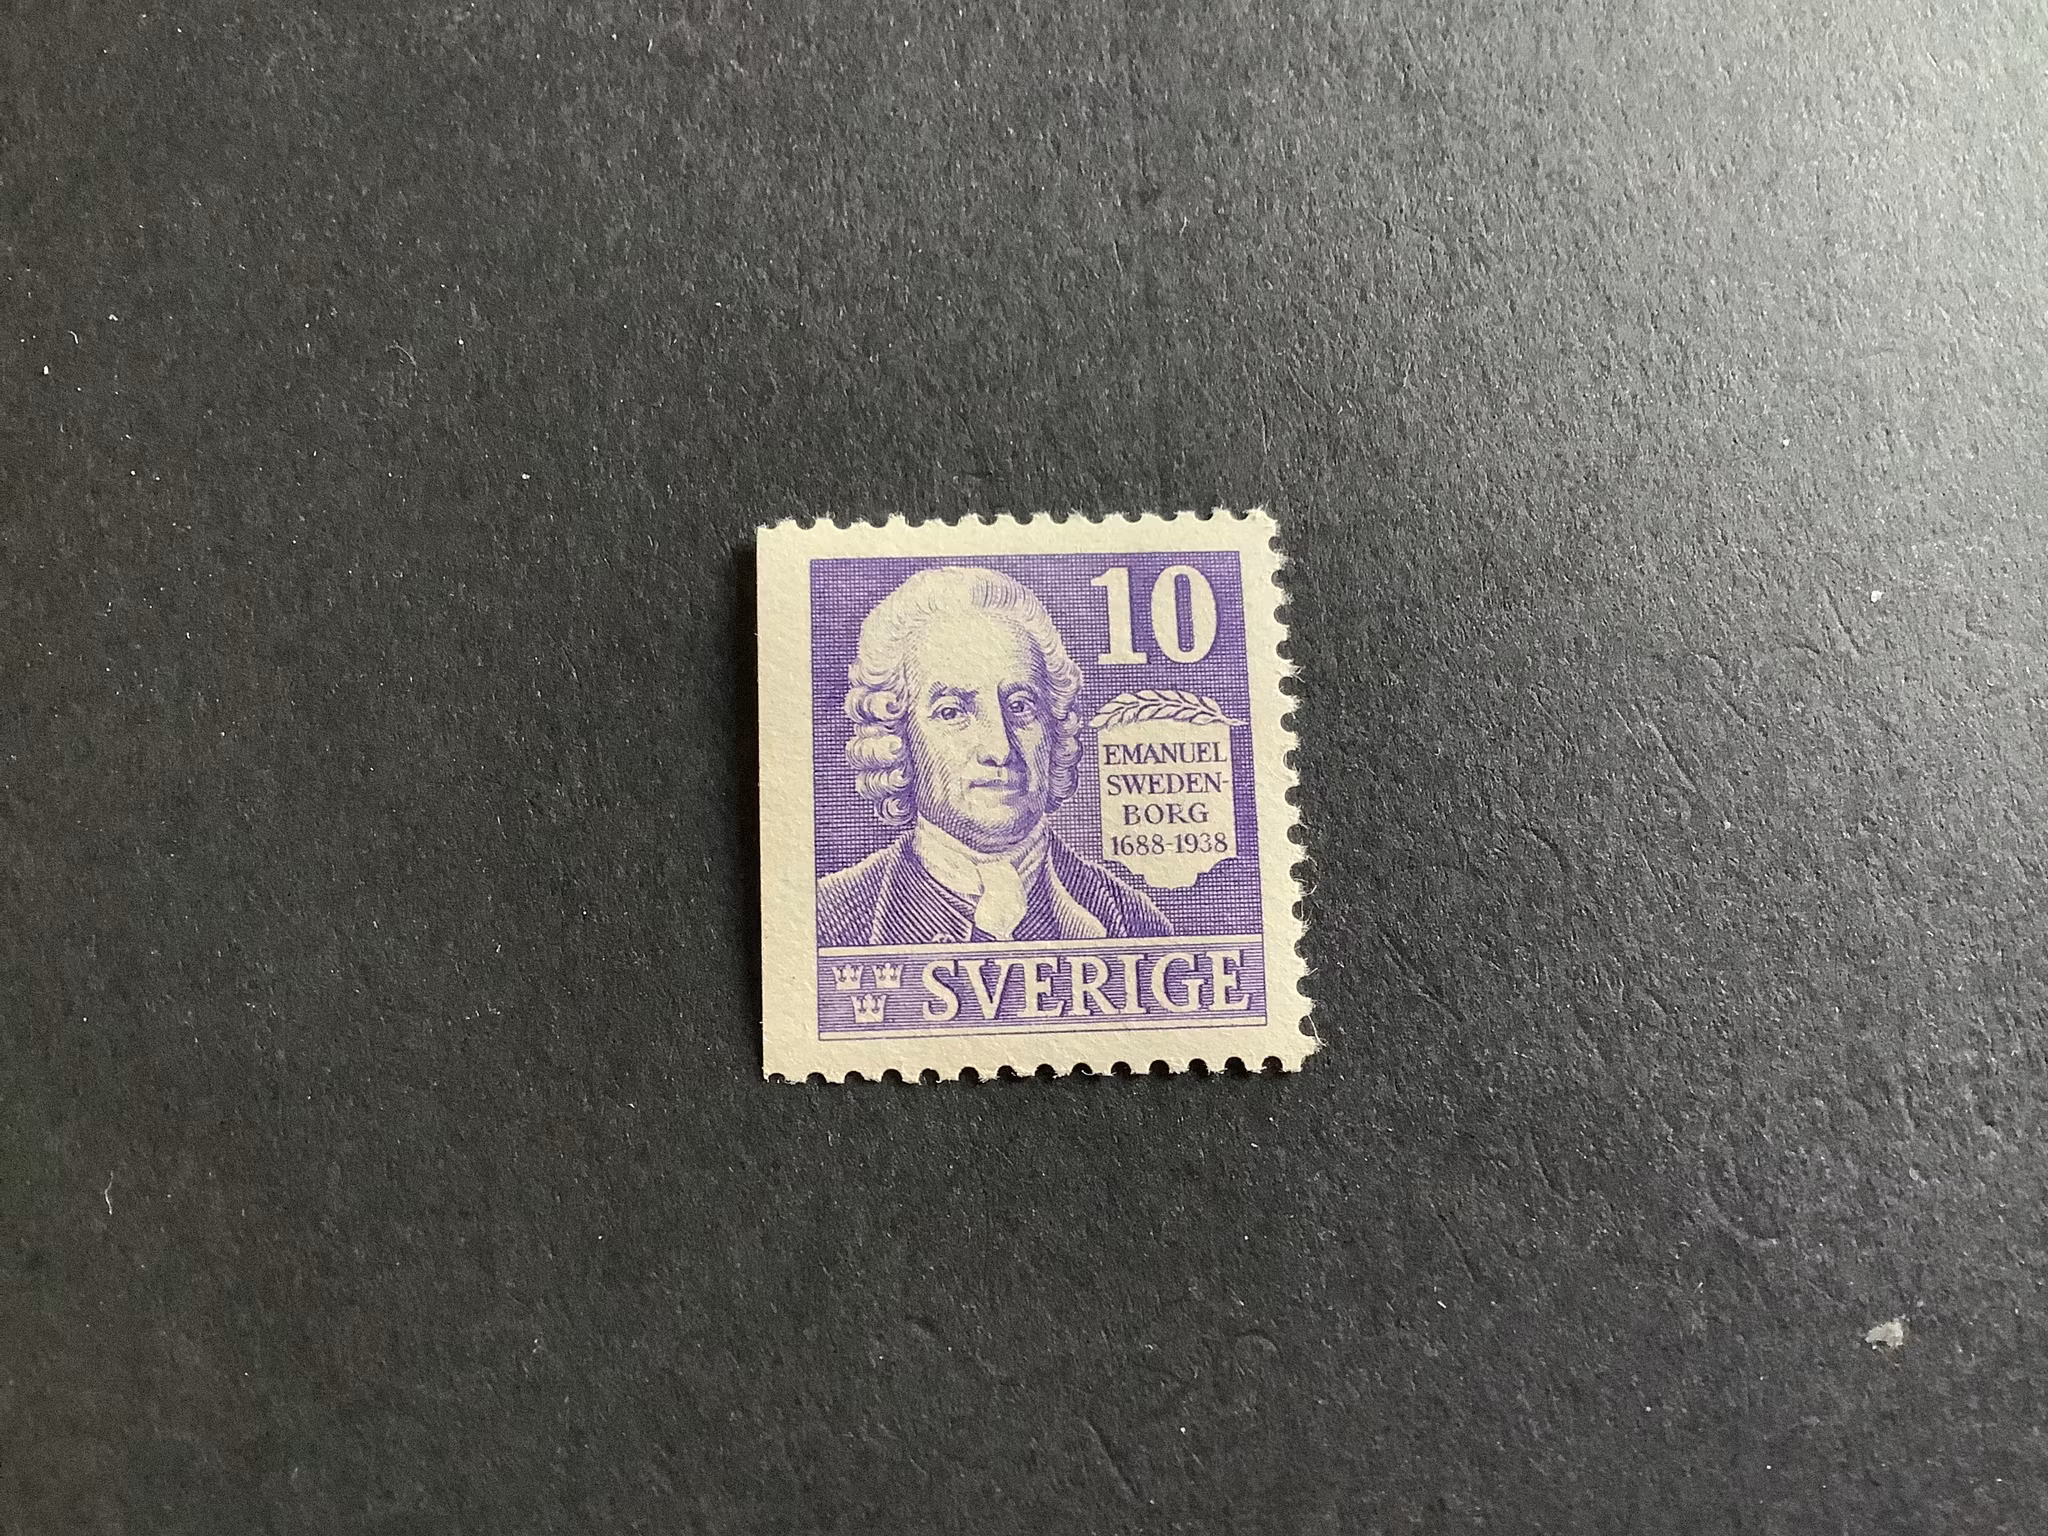 10
EMANUEL
SWEDEN-
BORG
1688-1938
SVERIGE